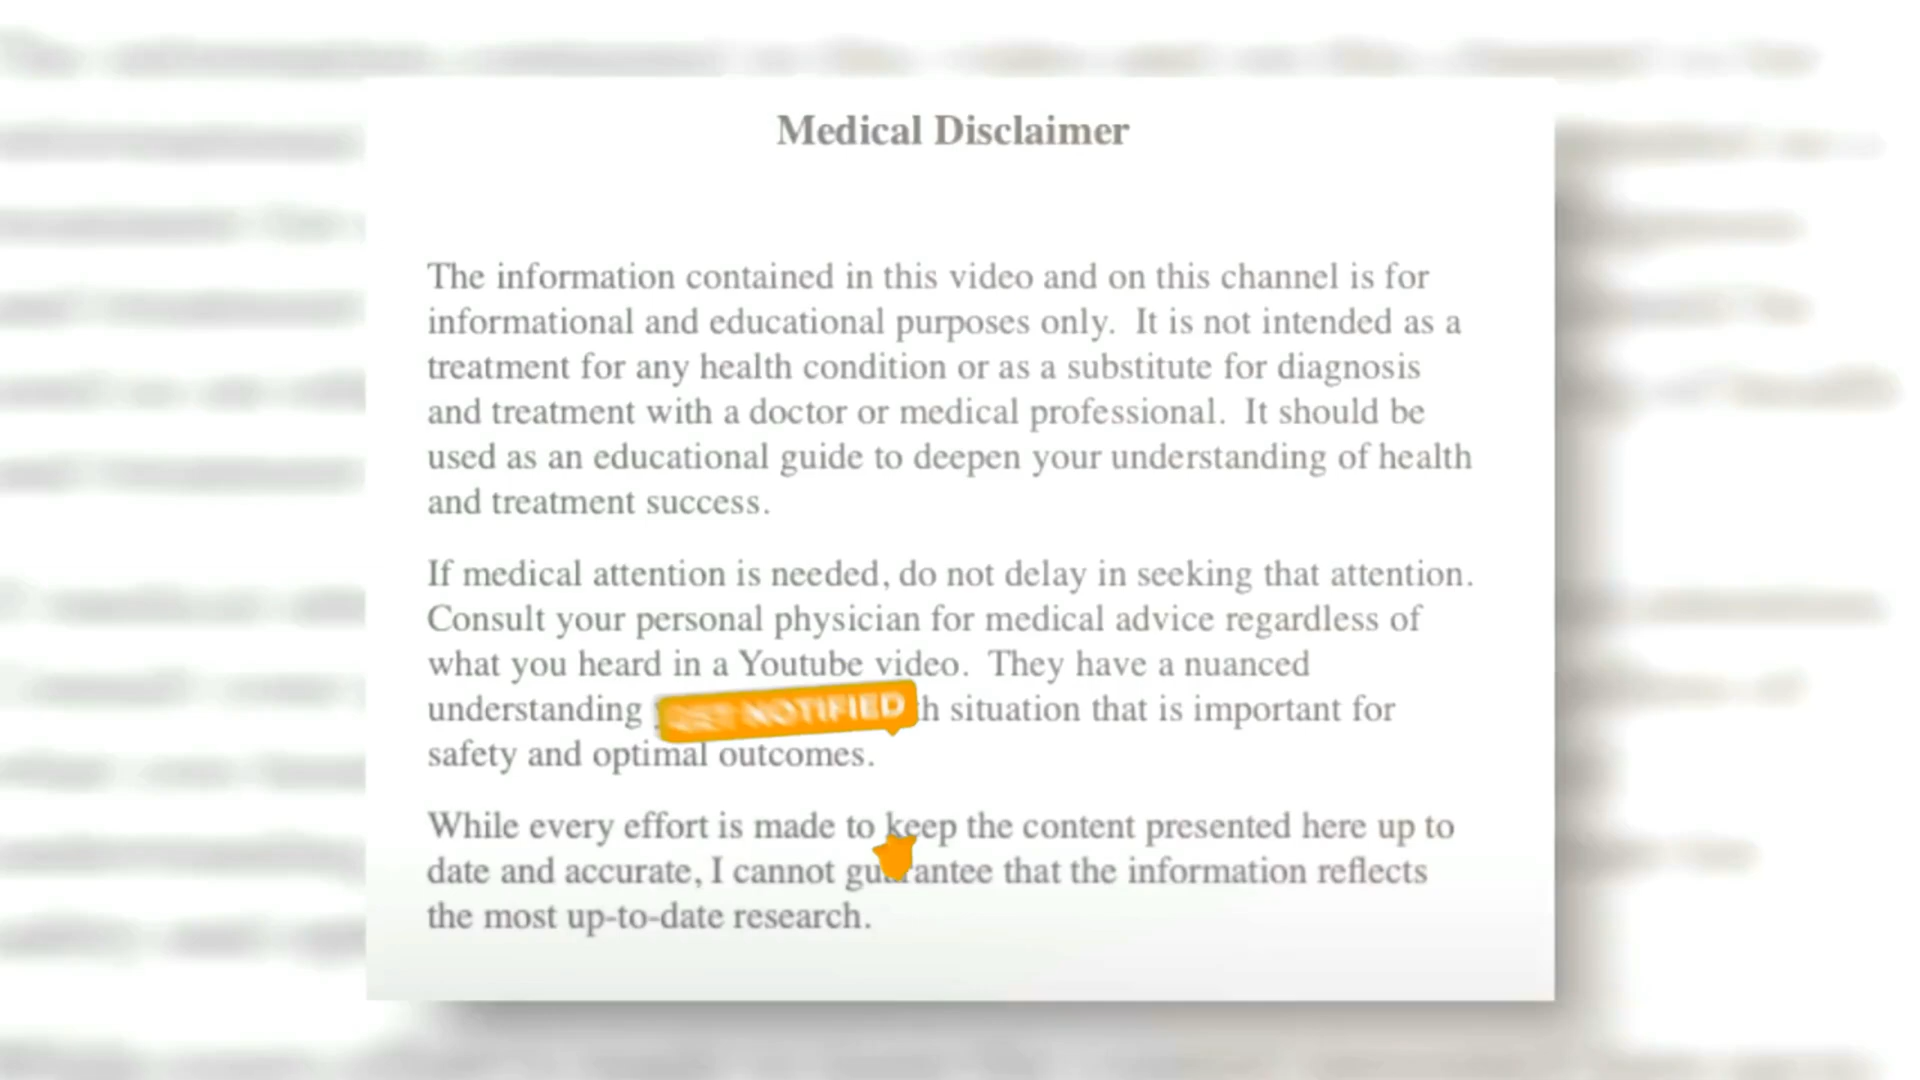 Medical Disclaimer
The information contained in this video and on this channel is for
informational and educational purposes only. It is not intended as a
treatment for any health condition or as a substitute for diagnosis
and treatment with a doctor or medical professional. It should be
used as an educational guide to deepen your understanding of health
and treatment success.
If medical attention is needed, do not delay in seeking that attention.
Consult your personal physician for medical advice regardless of
what you heard in a Youtube video. They have a nuanced
understanding NOTIFIED situation that is important for
safety and optimal outcomes.
While every effort is made to keep the content presented here up to
date and accurate, I cannot guarantee that the information reflects
the most up-to-date research.